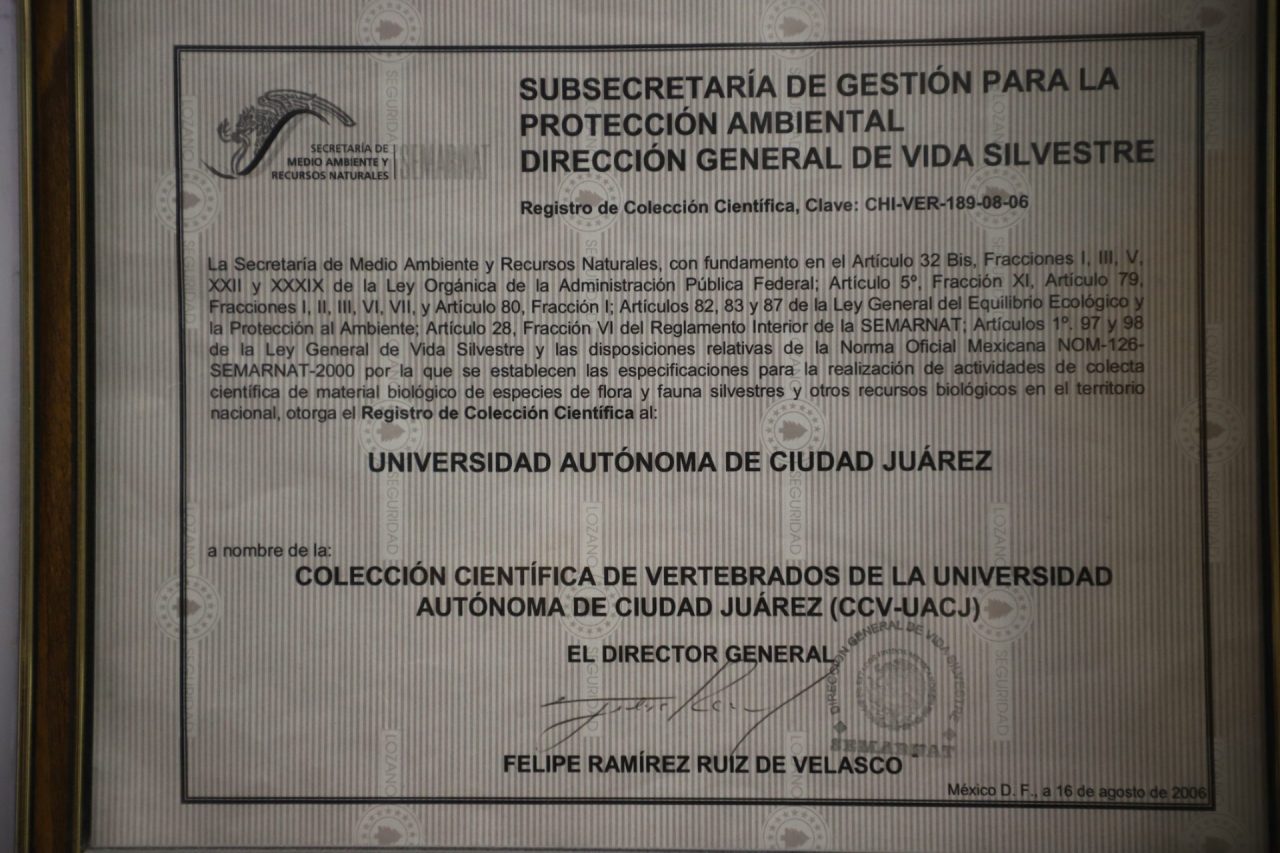 SECRETARÍA DE
MEDIO AMBIENTE Y
RECURSOS NATURALES
SEMARNAT
SUBSECRETARÍA DE GESTIÓN PARA LA
PROTECCIÓN AMBIENTAL
DIRECCIÓN GENERAL DE VIDA SILVESTRE
Registro de Colección Científica, Clave: CHI-VER-189-08-06
La Secretaría de Medio Ambiente y Recursos Naturales, con fundamento en el Artículo 32 Bis, Fracciones I, III, V,
XXII y XXXIX de la Ley Orgánica de la Administración Pública Federal; Artículo 5º, Fracción XI, Artículo 79,
Fracciones I, II, III, VI, VII, y Artículo 80, Fracción I; Artículos 82, 83 y 87 de la Ley General del Equilibrio Ecológico y
la Protección al Ambiente; Artículo 28, Fracción VI del Reglamento Interior de la SEMARNAT; Artículos 1º. 97 y 98
de la Ley General de Vida Silvestre y las disposiciones relativas de la Norma Oficial Mexicana NOM-126-
SEMARNAT-2000 por la que se establecen las especificaciones para la realización de actividades de colecta
científica de material biológico de especies de flora y fauna silvestres y otros recursos biológicos en el territorio
nacional, otorga el Registro de Colección Científica al:
UNIVERSIDAD AUTÓNOMA DE CIUDAD JUÁREZ
a nombre de la:
COLECCIÓN CIENTÍFICA DE VERTEBRADOS DE LA UNIVERSIDAD
AUTÓNOMA DE CIUDAD JUÁREZ (CCV-UACJ)
EL DIRECTOR GENERAL
DIRECCIÓN GENERAL DE VIDA SILVESTRE
SEMARNAT
FELIPE RAMÍREZ RUIZ DE VELASCO
México D. F., a 16 de agosto de 2006
LOZANO
SEGURIDAD